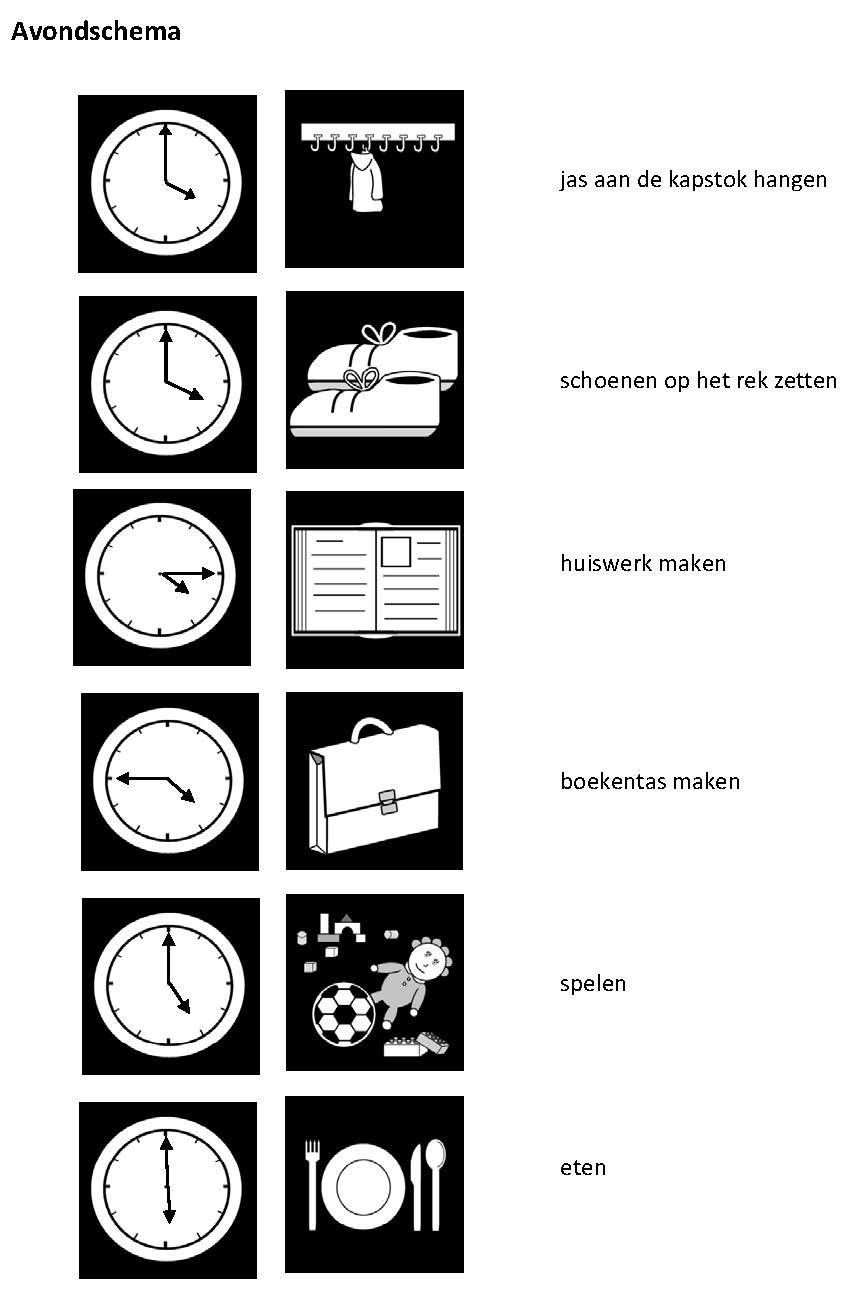 Avondschema
jas aan de kapstok hangen
schoenen op het rek zetten
huiswerk maken
boekentas maken
spelen
eten